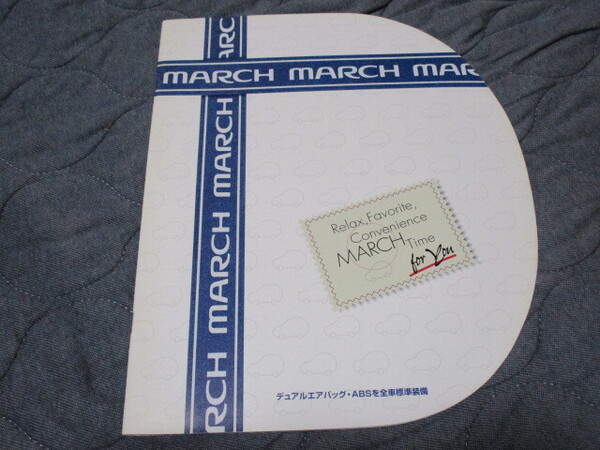 ARC
MARCH MARCH MAR
RCH MARCH MARCH
Relax, Favorite,
Convenience
MARCH Time
for You
デュアルエアバッグ・ABSを全車標準装備